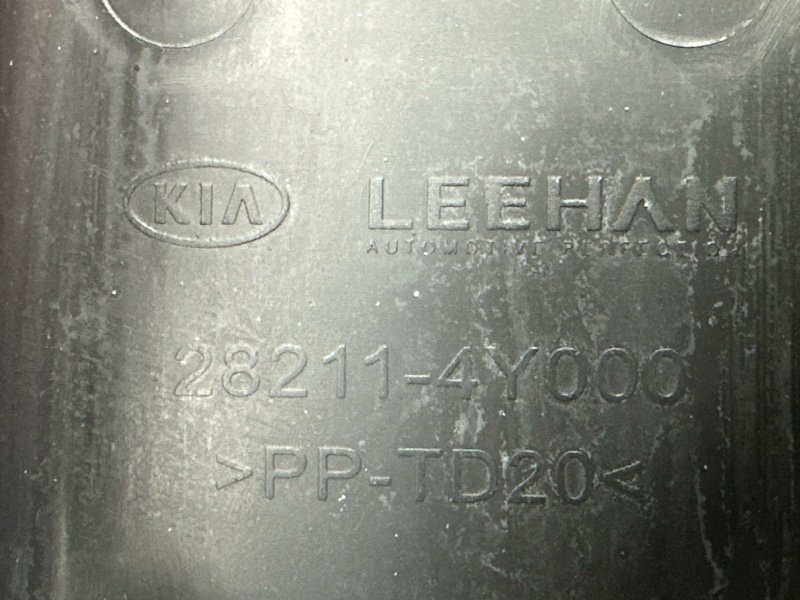 KIA LEEHAN
AUTOMOTIVE PERFECTION
28211-4Y000
>PP-TD20<